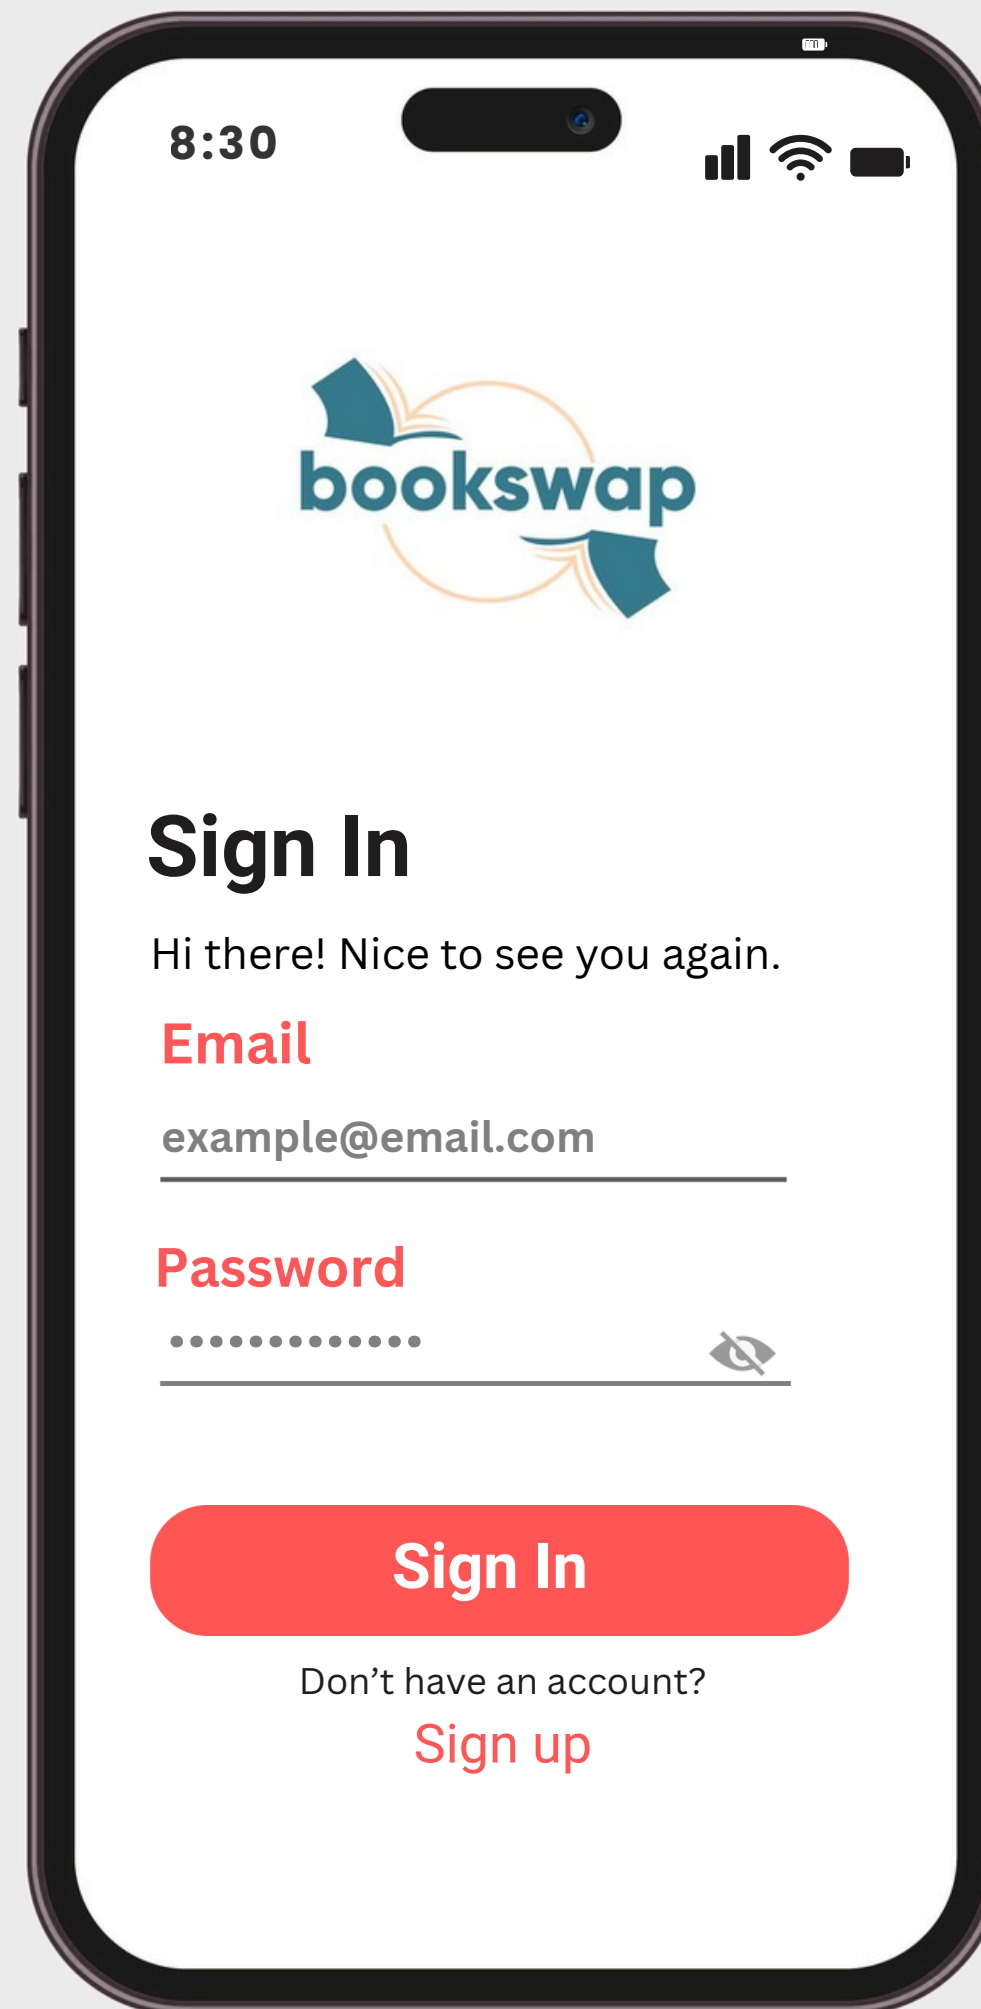 8:30
bookswap
Sign In
Hi there! Nice to see you again.
Email
example@email.com
Password
•••••••••••••
Sign In
Don’t have an account?
Sign up